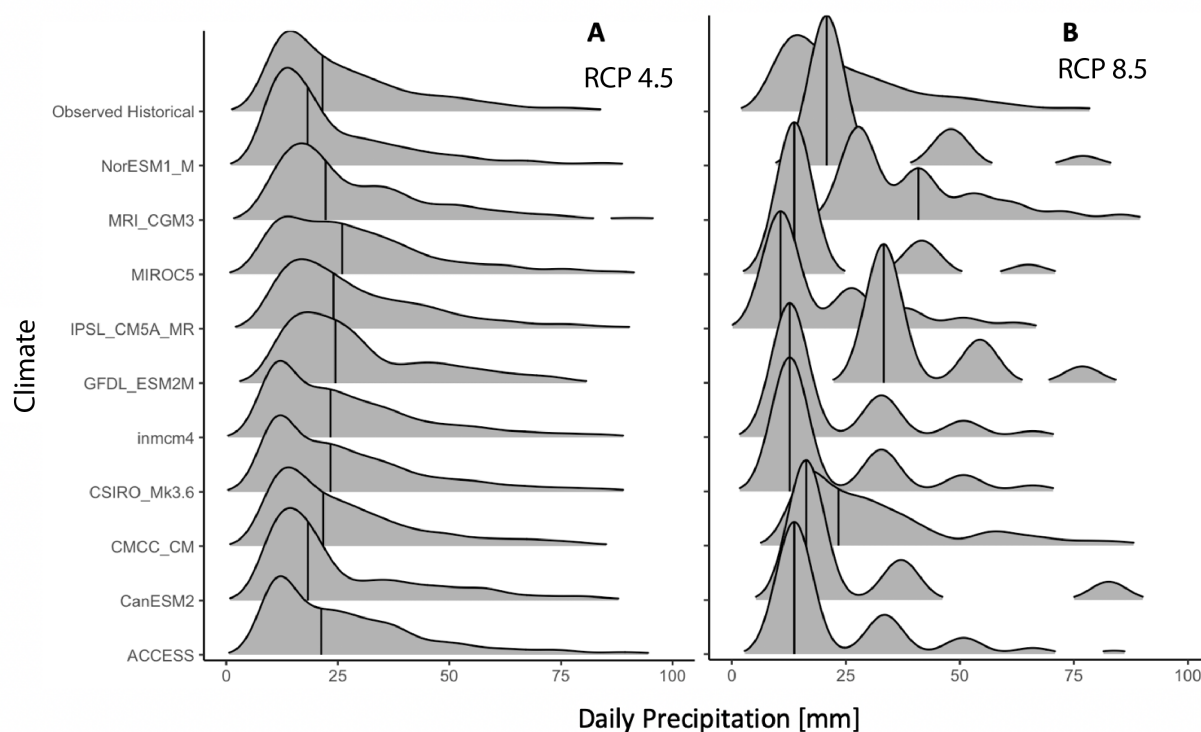 A
RCP 4.5
B
RCP 8.5
Climate
Observed Historical
NorESM1_M
MRI_CGM3
MIROC5
IPSL_CM5A_MR
GFDL_ESM2M
inmcm4
CSIRO_Mk3.6
CMCC_CM
CanESM2
ACCESS
0 25 50 75 100
0 25 50 75 100
Daily Precipitation [mm]